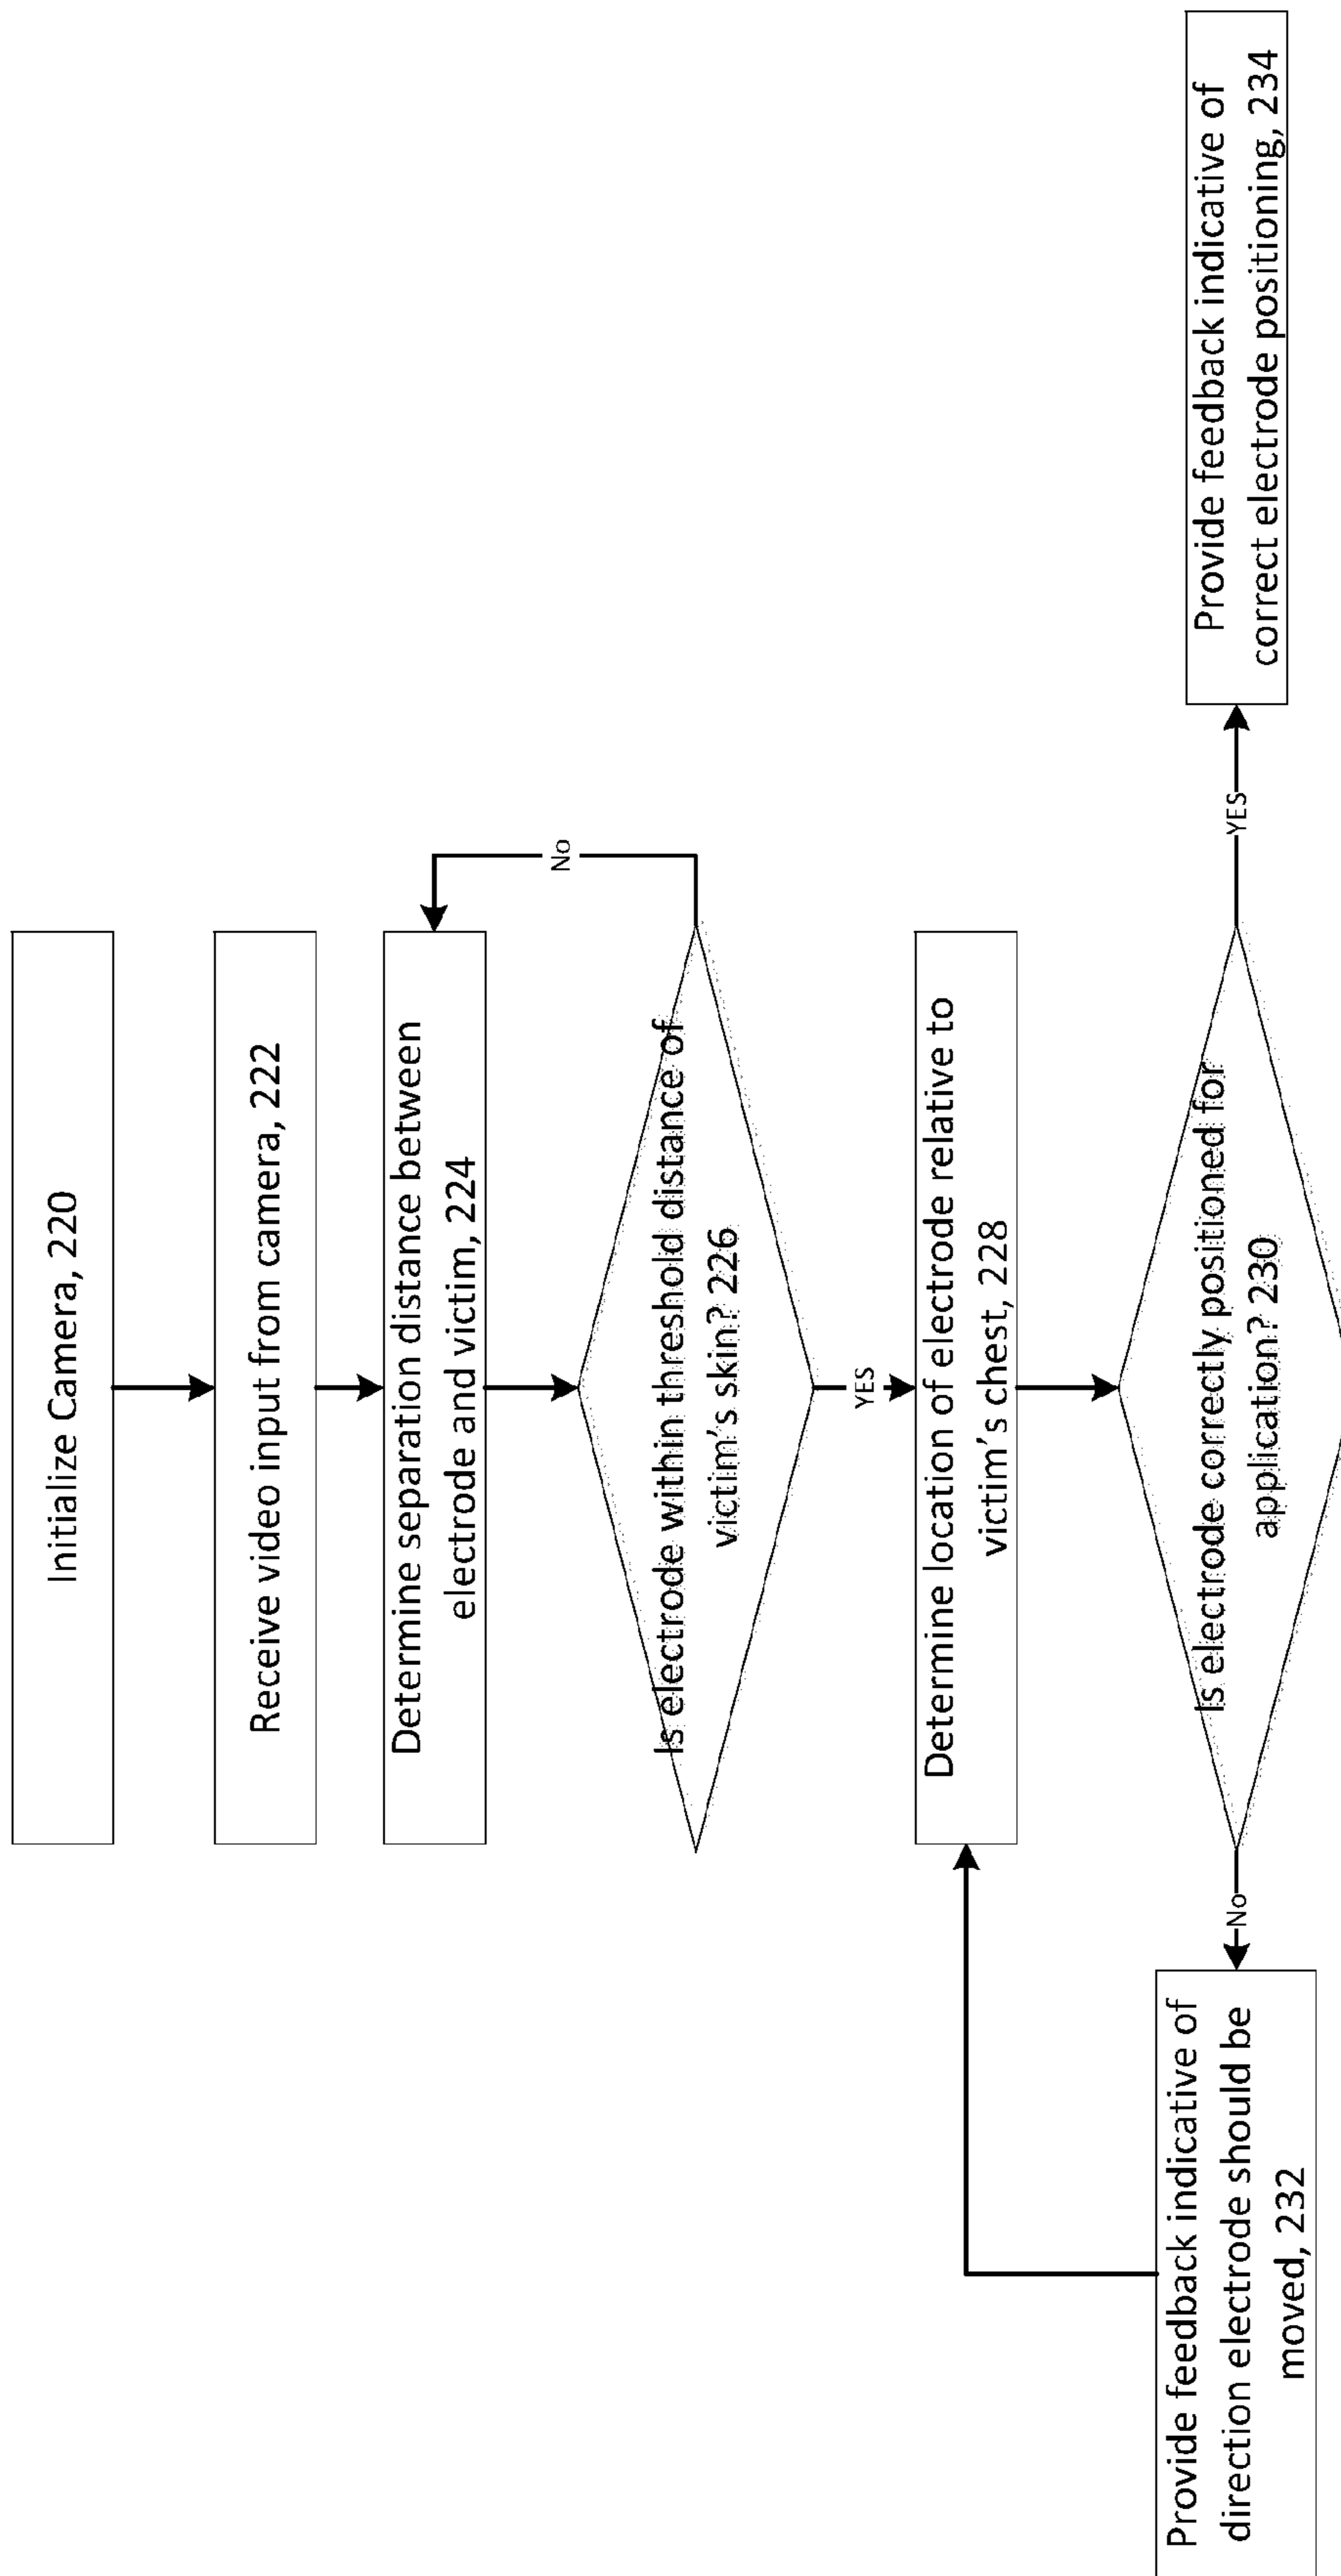 Initialize Camera, 220
Receive video input from camera, 222
Determine separation distance between
electrode and victim, 224
No
Is electrode within threshold distance of
victim's skin? 226
YES
Determine location of electrode relative to
victim's chest, 228
Is electrode correctly positioned for
application? 230
No
YES
Provide feedback indicative of
direction electrode should be
moved, 232
Provide feedback indicative of
correct electrode positioning, 234